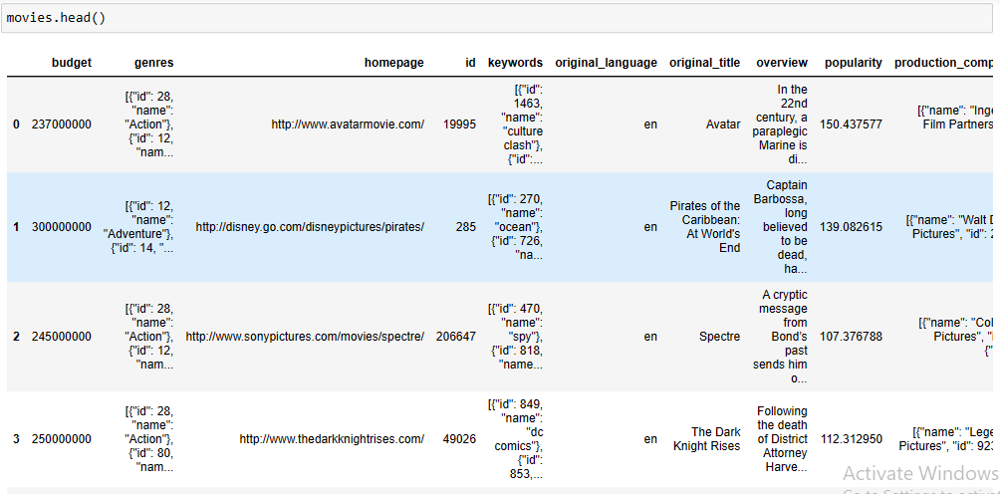 movies.head()
budget genres homepage id keywords original_language original_title overview popularity production_comp
[{"id": 28,
"name":
"Action"},
{"id": 12,
"nam...
0 237000000
http://www.avatarmovie.com/ 19995
[{"id":
1463,
"name":
"culture
clash"},
{"id":...
en Avatar
In the
22nd
century, a
paraplegic
Marine is
di...
150.437577
[{"name": "Inge
Film Partners
1 300000000
[{"id": 12,
"name":
"Adventure"},
{"id": 14, "...
http://disney.go.com/disneypictures/pirates/ 285
[{"id": 270,
"name":
"ocean"},
{"id": 726,
"na...
en
Pirates of the
Caribbean:
At World's
End
Captain
Barbossa,
long
believed
to be
dead,
ha...
139.082615
[{"name": "Walt D
Pictures", "id": 2
2 245000000
[{"id": 28,
"name":
"Action"},
{"id": 12,
"nam...
http://www.sonypictures.com/movies/spectre/ 206647
[{"id": 470,
"name":
"spy"},
{"id": 818,
"name...
en Spectre
A cryptic
message
from
Bond's
past
sends him
o...
107.376788
[{"name": "Col
Pictures", "i
{"
3 250000000
[{"id": 28,
"name":
"Action"},
{"id": 80,
"nam...
http://www.thedarkknightrises.com/ 49026
[{"id": 849,
"name":
"dc
comics"},
{"id":
853,...
en
The Dark
Knight Rises
Following
the death
of District
Attorney
Harve...
112.312950
[{"name": "Lege
Pictures", "id": 923
Activate Windows
Go to Settings to activ